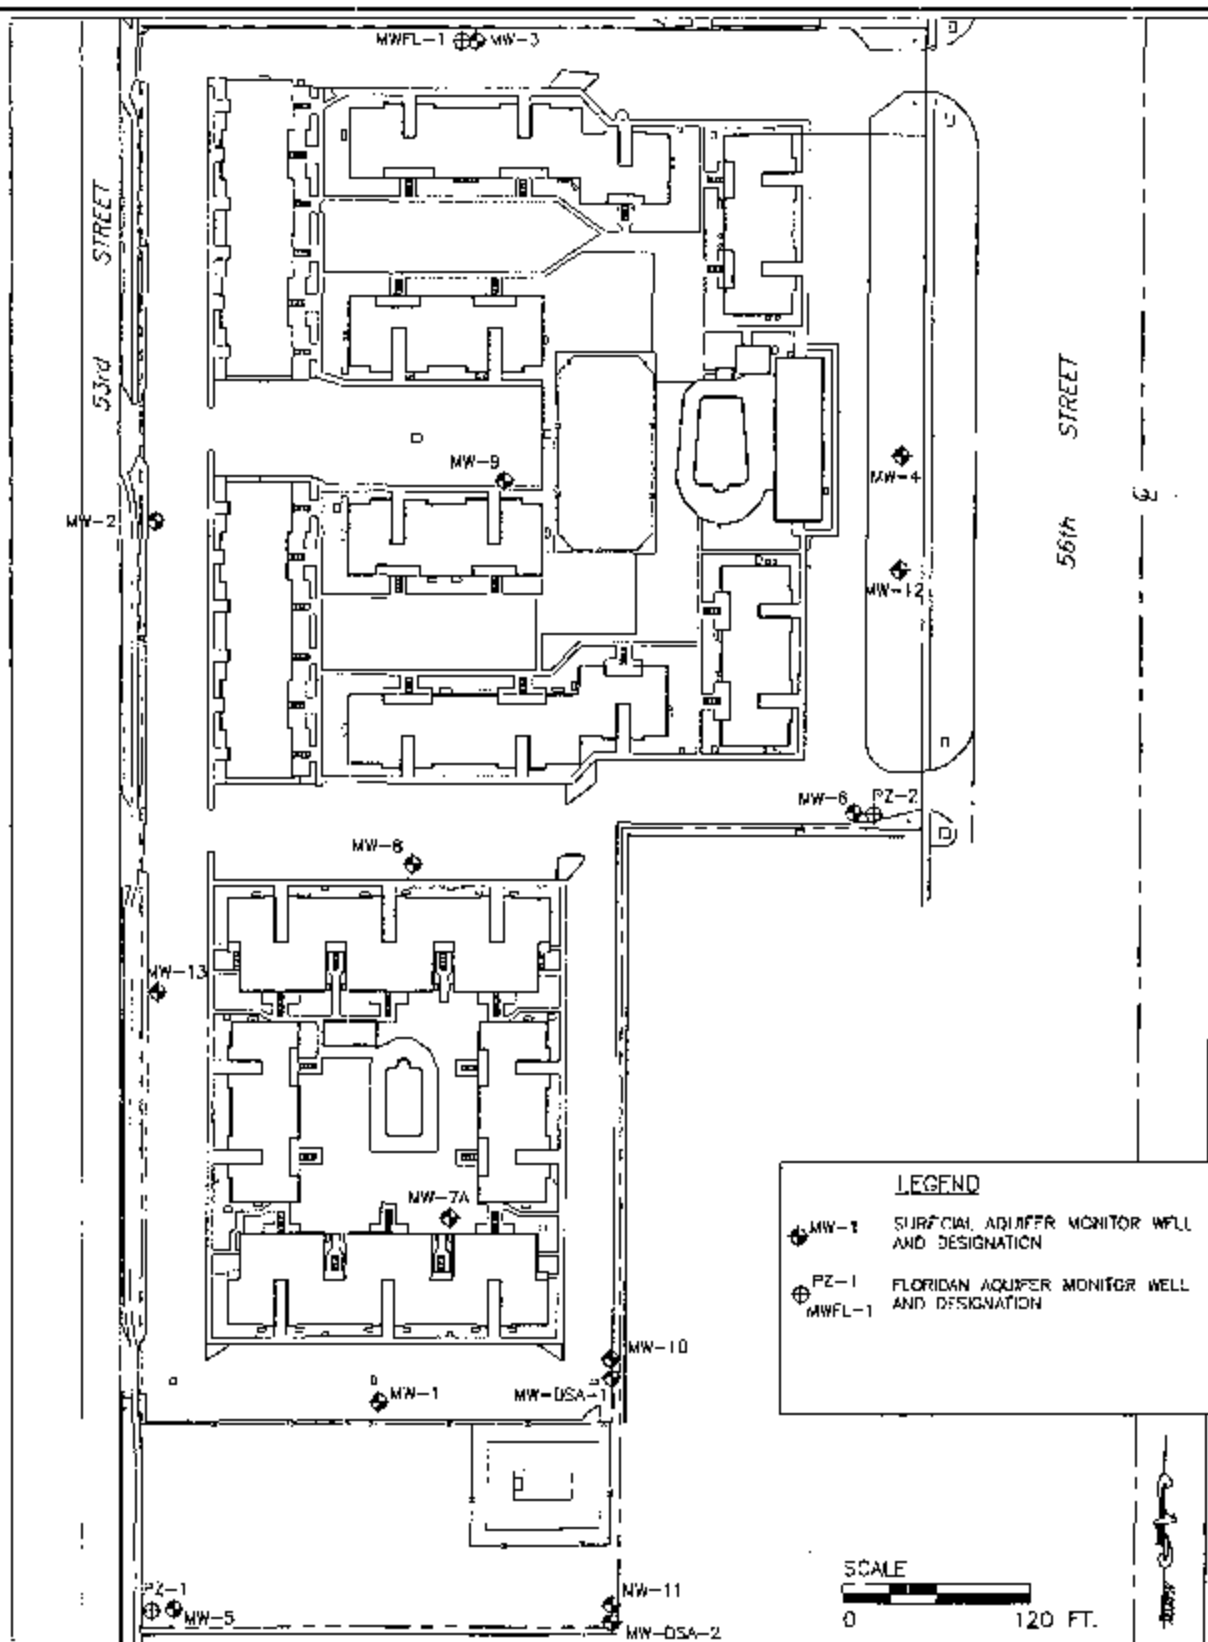 MWFL-1
MW-3
53rd STREET
56th STREET
MW-9
MW-4
MW-2
MW-12
MW-6
PZ-2
MW-8
MW-13
MW-7A
LEGEND
MW-1
SURFICIAL AQUIFER MONITOR WELL
AND DESIGNATION
PZ-1
MWFL-1
FLORIDAN AQUIFER MONITOR WELL
AND DESIGNATION
MW-10
MW-DSA-1
MW-1
SCALE
0
120 FT.
PZ-1
MW-5
MW-11
MW-DSA-2